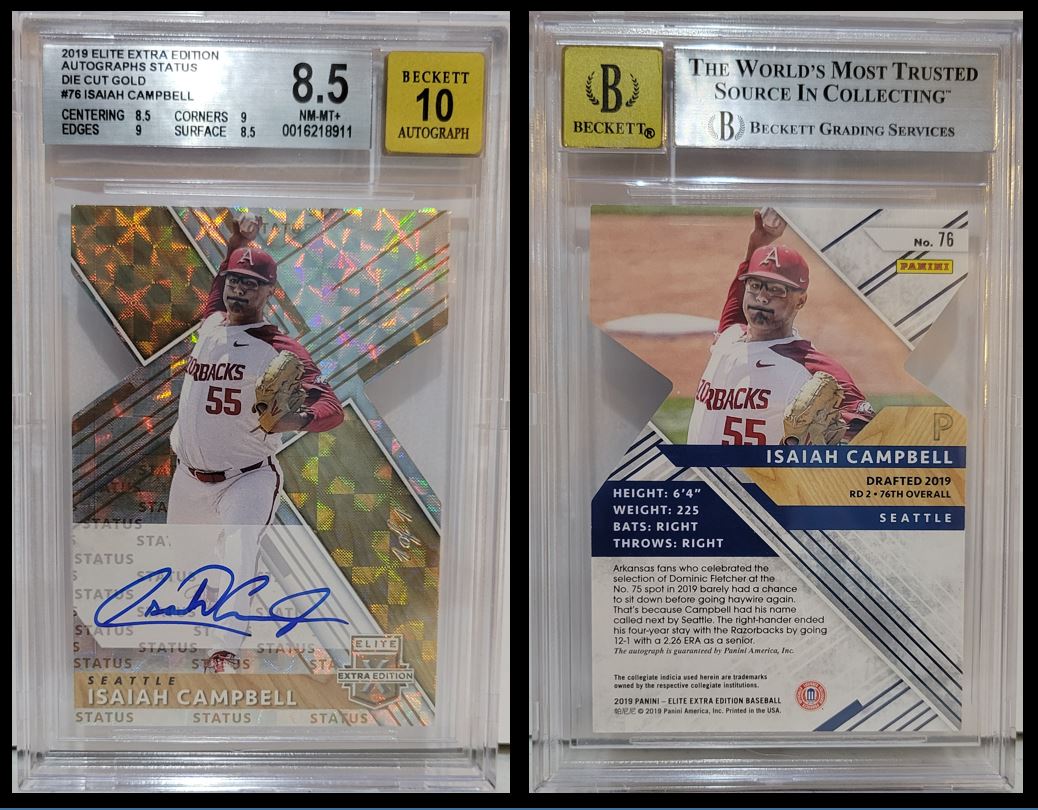 2019 ELITE EXTRA EDITION
AUTOGRAPHS STATUS
DIE CUT GOLD
#76 ISAIAH CAMPBELL
8.5
NM-MT+
CENTERING 8.5 CORNERS 9
EDGES 9 SURFACE 8.5
0016218911
BECKETT
10
AUTOGRAPH
A
RBACKS
55
STATUS
STA
STATUS
STATUS
STATUS
STATUS
ELITE
X
EXTRA EDITION
SEATTLE
ISAIAH CAMPBELL
STATUS STATUS STATUS
B
BECKETT®
THE WORLD'S MOST TRUSTED
SOURCE IN COLLECTING™
B BECKETT GRADING SERVICES
No. 76
PANINI
A
ORBACKS
55
P
ISAIAH CAMPBELL
DRAFTED 2019
RD 2 • 76TH OVERALL
SEATTLE
HEIGHT: 6'4"
WEIGHT: 225
BATS: RIGHT
THROWS: RIGHT
Arkansas fans who celebrated the
selection of Dominic Fletcher at the
No. 75 spot in 2019 barely had a chance
to sit down before going haywire again.
That's because Campbell had his name
called next by Seattle. The right-hander ended
his four-year stay with the Razorbacks by going
12-1 with a 2.26 ERA as a senior.
The autograph is guaranteed by Panini America, Inc.
The collegiate indicia used herein are trademarks
owned by the respective collegiate institutions.
2019 PANINI – ELITE EXTRA EDITION BASEBALL
帕尼尼 © 2019 Panini America, Inc. Printed in the USA.